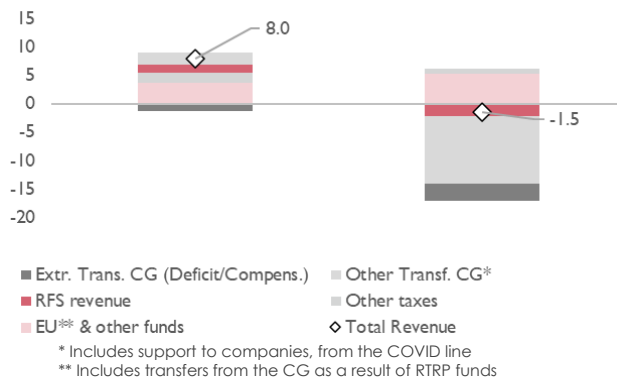 15
10
8.0
5
0
-1.5
-5
-10
-15
-20
Extr. Trans. CG (Deficit/Compens.) Other Transf. CG*
RFS revenue Other taxes
EU** & other funds Total Revenue
* Includes support to companies, from the COVID line
** Includes transfers from the CG as a result of RTRP funds